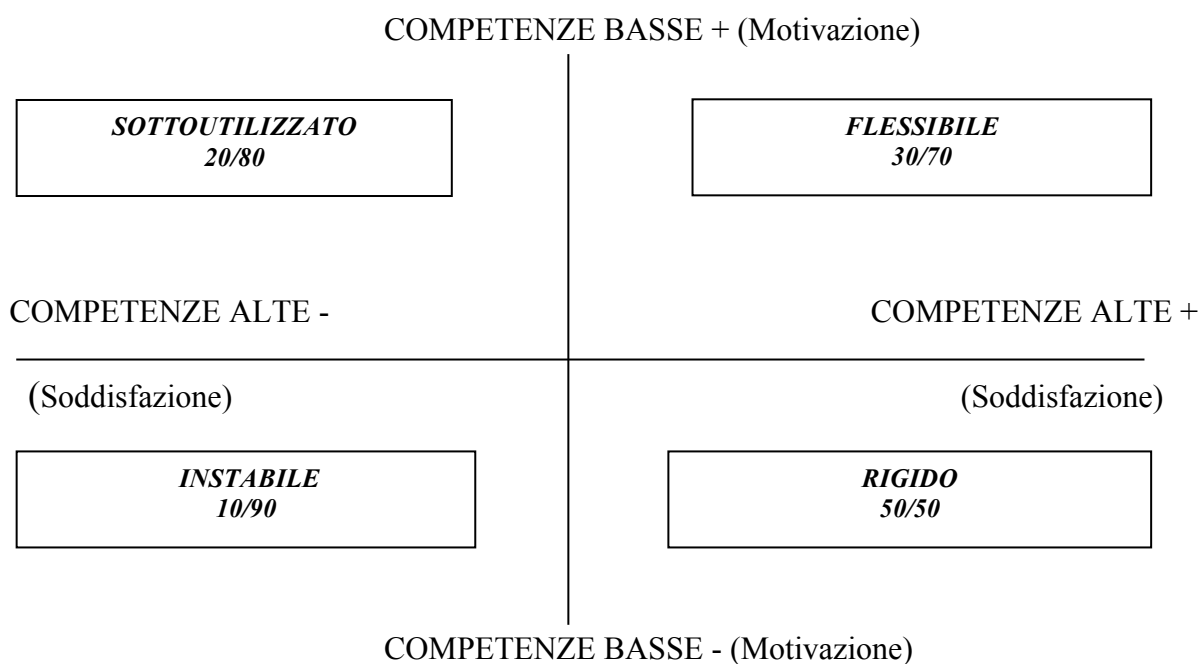 COMPETENZE BASSE + (Motivazione)
SOTTOUTILIZZATO
20/80
FLESSIBILE
30/70
COMPETENZE ALTE -
COMPETENZE ALTE +
(Soddisfazione)
(Soddisfazione)
INSTABILE
10/90
RIGIDO
50/50
COMPETENZE BASSE - (Motivazione)